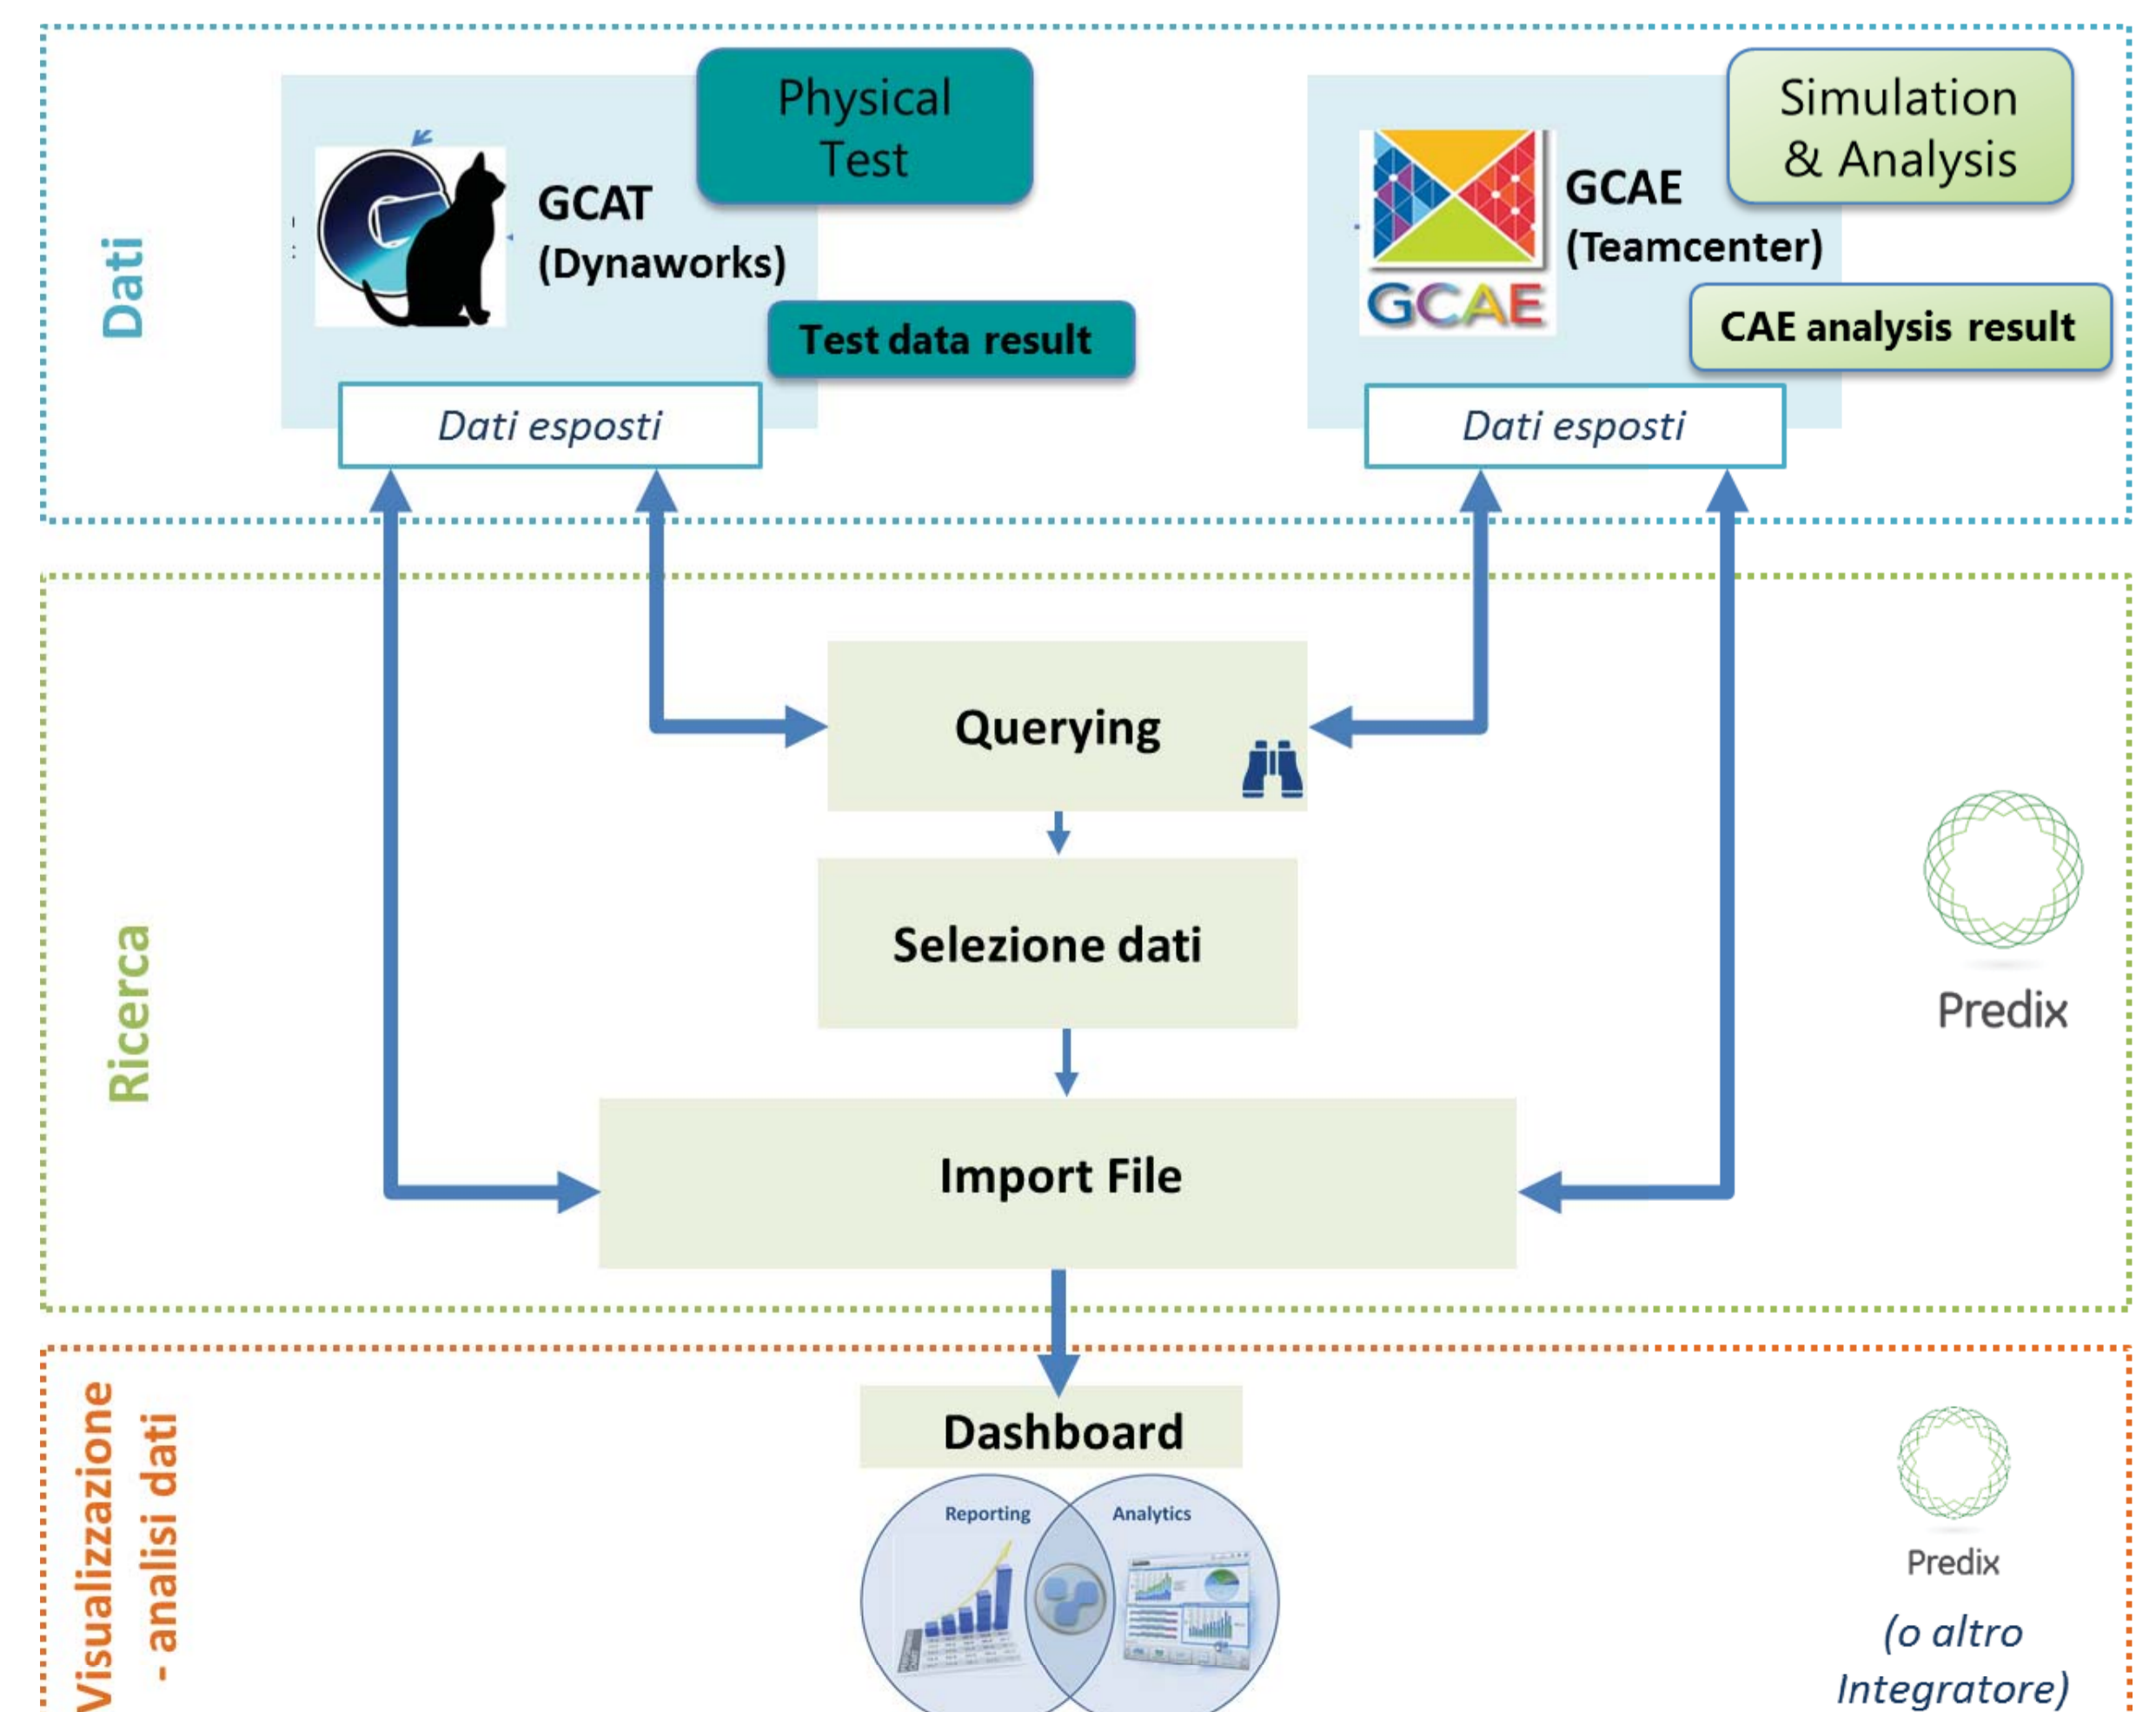 Dati
Physical
Test
GCAT
(Dynaworks)
Test data result
Dati esposti
Simulation
& Analysis
GCAE
(Teamcenter)
GCAE
CAE analysis result
Dati esposti
Ricerca
Querying
Selezione dati
Import File
Predix
Visualizzazione
- analisi dati
Dashboard
Reporting
Analytics
Predix
(o altro
Integratore)